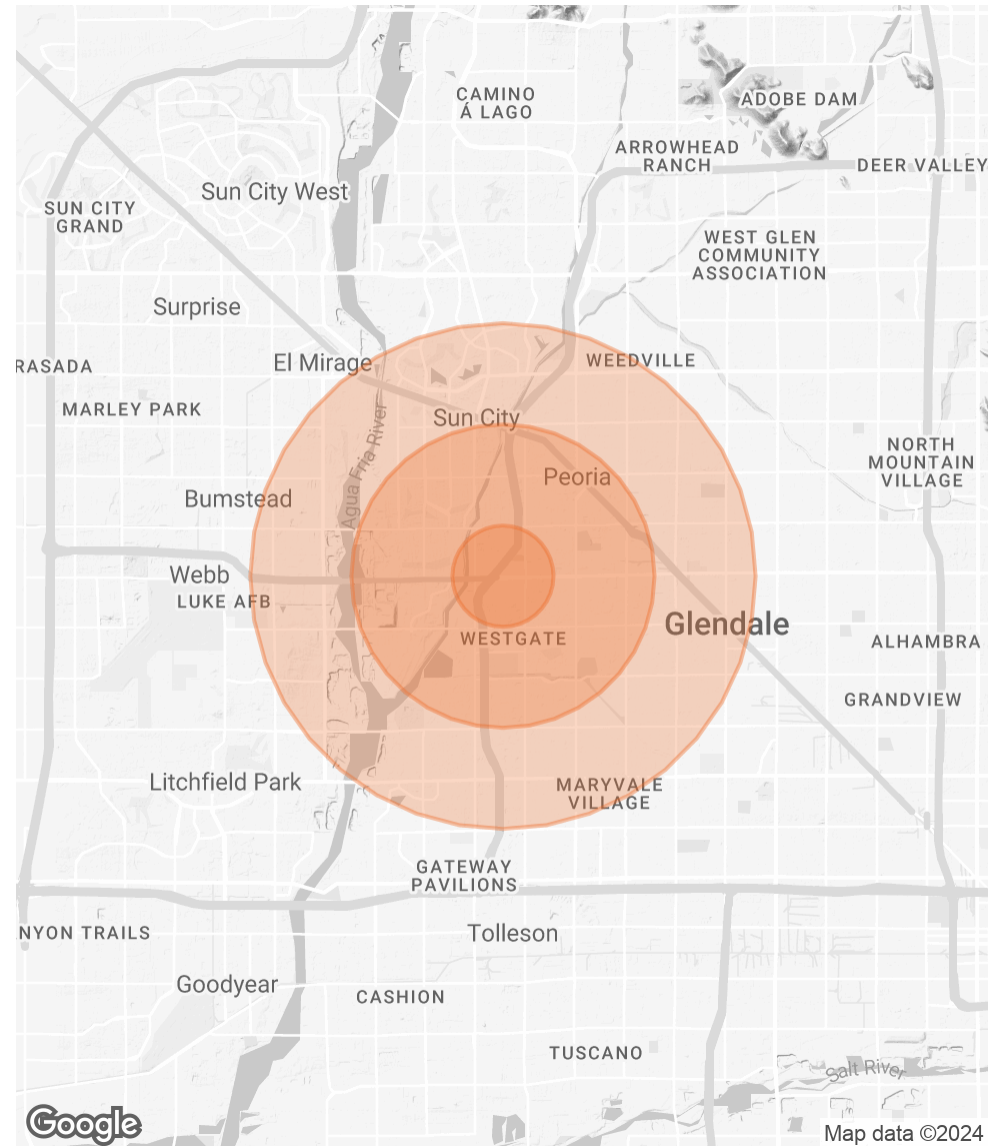 CAMINO
Á LAGO
ADOBE DAM
ARROWHEAD
RANCH
DEER VALLEY
Sun City West
SUN CITY
GRAND
WEST GLEN
COMMUNITY
ASSOCIATION
Surprise
El Mirage
WEEDVILLE
RASADA
MARLEY PARK
Sun City
Agua Fria River
NORTH
MOUNTAIN
VILLAGE
Peoria
Bumstead
Webb
LUKE AFB
Glendale
WESTGATE
ALHAMBRA
GRANDVIEW
Litchfield Park
MARYVALE
VILLAGE
GATEWAY
PAVILIONS
NYON TRAILS
Tolleson
Goodyear
CASHION
TUSCANO
Salt River
Google
Map data ©2024